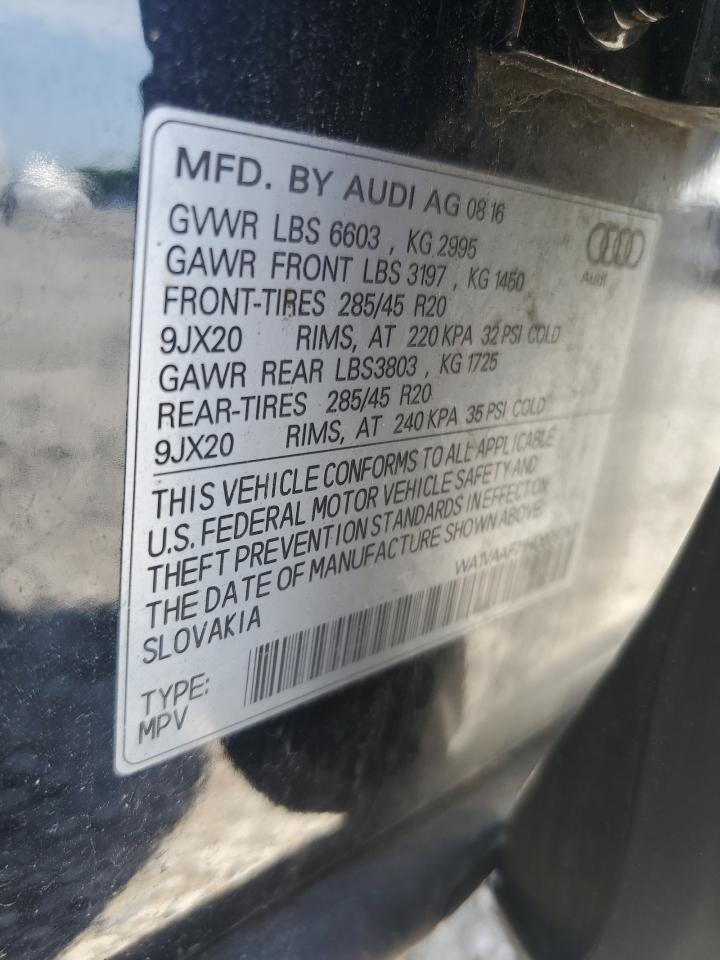 MFD. BY AUDI AG 08 16
GVWR LBS 6603 , KG 2995
GAWR FRONT LBS 3197 , KG 1450
FRONT-TIRES 285/45 R20
9JX20 RIMS, AT 220 KPA 32 PSI COLD
GAWR REAR LBS3803 , KG 1725
REAR-TIRES 285/45 R20
9JX20 RIMS, AT 240 KPA 35 PSI COLD
Audi
THIS VEHICLE CONFORMS TO ALL APPLICABLE
U.S. FEDERAL MOTOR VEHICLE SAFETY AND
THEFT PREVENTION STANDARDS IN EFFECT ON
THE DATE OF MANUFACTURE SHOWN ABOVE.
SLOVAKIA
TYPE:
MPV